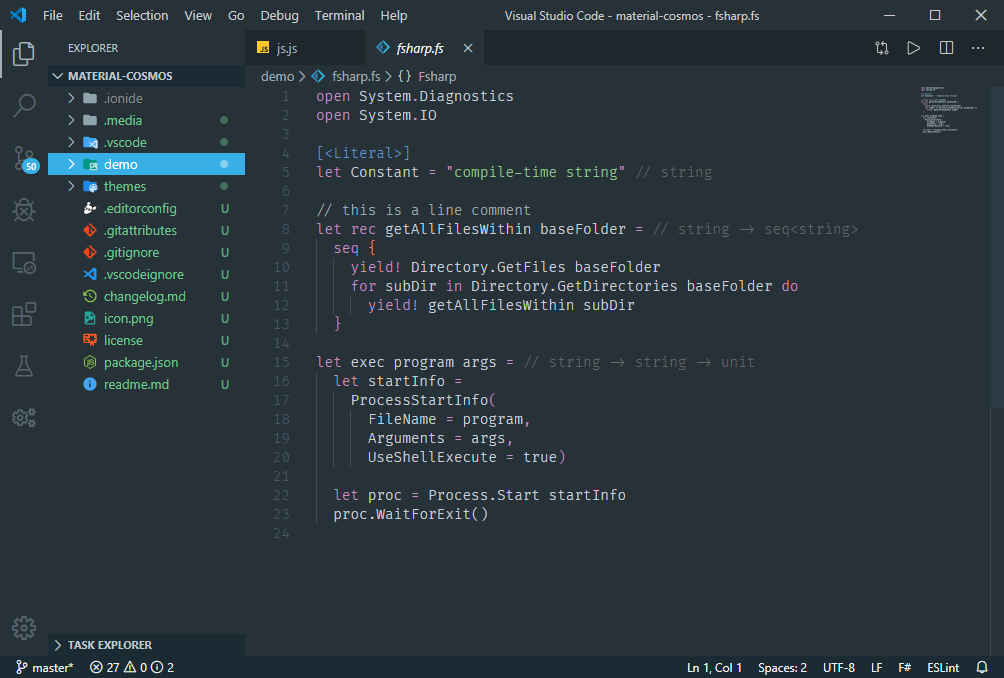 File Edit Selection View Go Debug Terminal Help Visual Studio Code - material-cosmos - fsharp.fs
EXPLORER
MATERIAL-COSMOS
.ionide
.media
.vscode
demo
themes
.editorconfig U
.gitattributes U
.gitignore U
.vscodeignore U
changelog.md U
icon.png U
license U
package.json U
readme.md U
TASK EXPLORER
50
JS js.js fsharp.fs
demo > fsharp.fs > {} Fsharp
1 open System.Diagnostics
2 open System.IO
3
4 [<Literal>]
5 let Constant = "compile-time string" // string
6
7 // this is a line comment
8 let rec getAllFilesWithin baseFolder = // string -> seq<string>
9 seq {
10 yield! Directory.GetFiles baseFolder
11 for subDir in Directory.GetDirectories baseFolder do
12 yield! getAllFilesWithin subDir
13 }
14
15 let exec program args = // string -> string -> unit
16 let startInfo =
17 ProcessStartInfo(
18 FileName = program,
19 Arguments = args,
20 UseShellExecute = true)
21
22 let proc = Process.Start startInfo
23 proc.WaitForExit()
24
master* 27 0 2 Ln 1, Col 1 Spaces: 2 UTF-8 LF F# ESLint